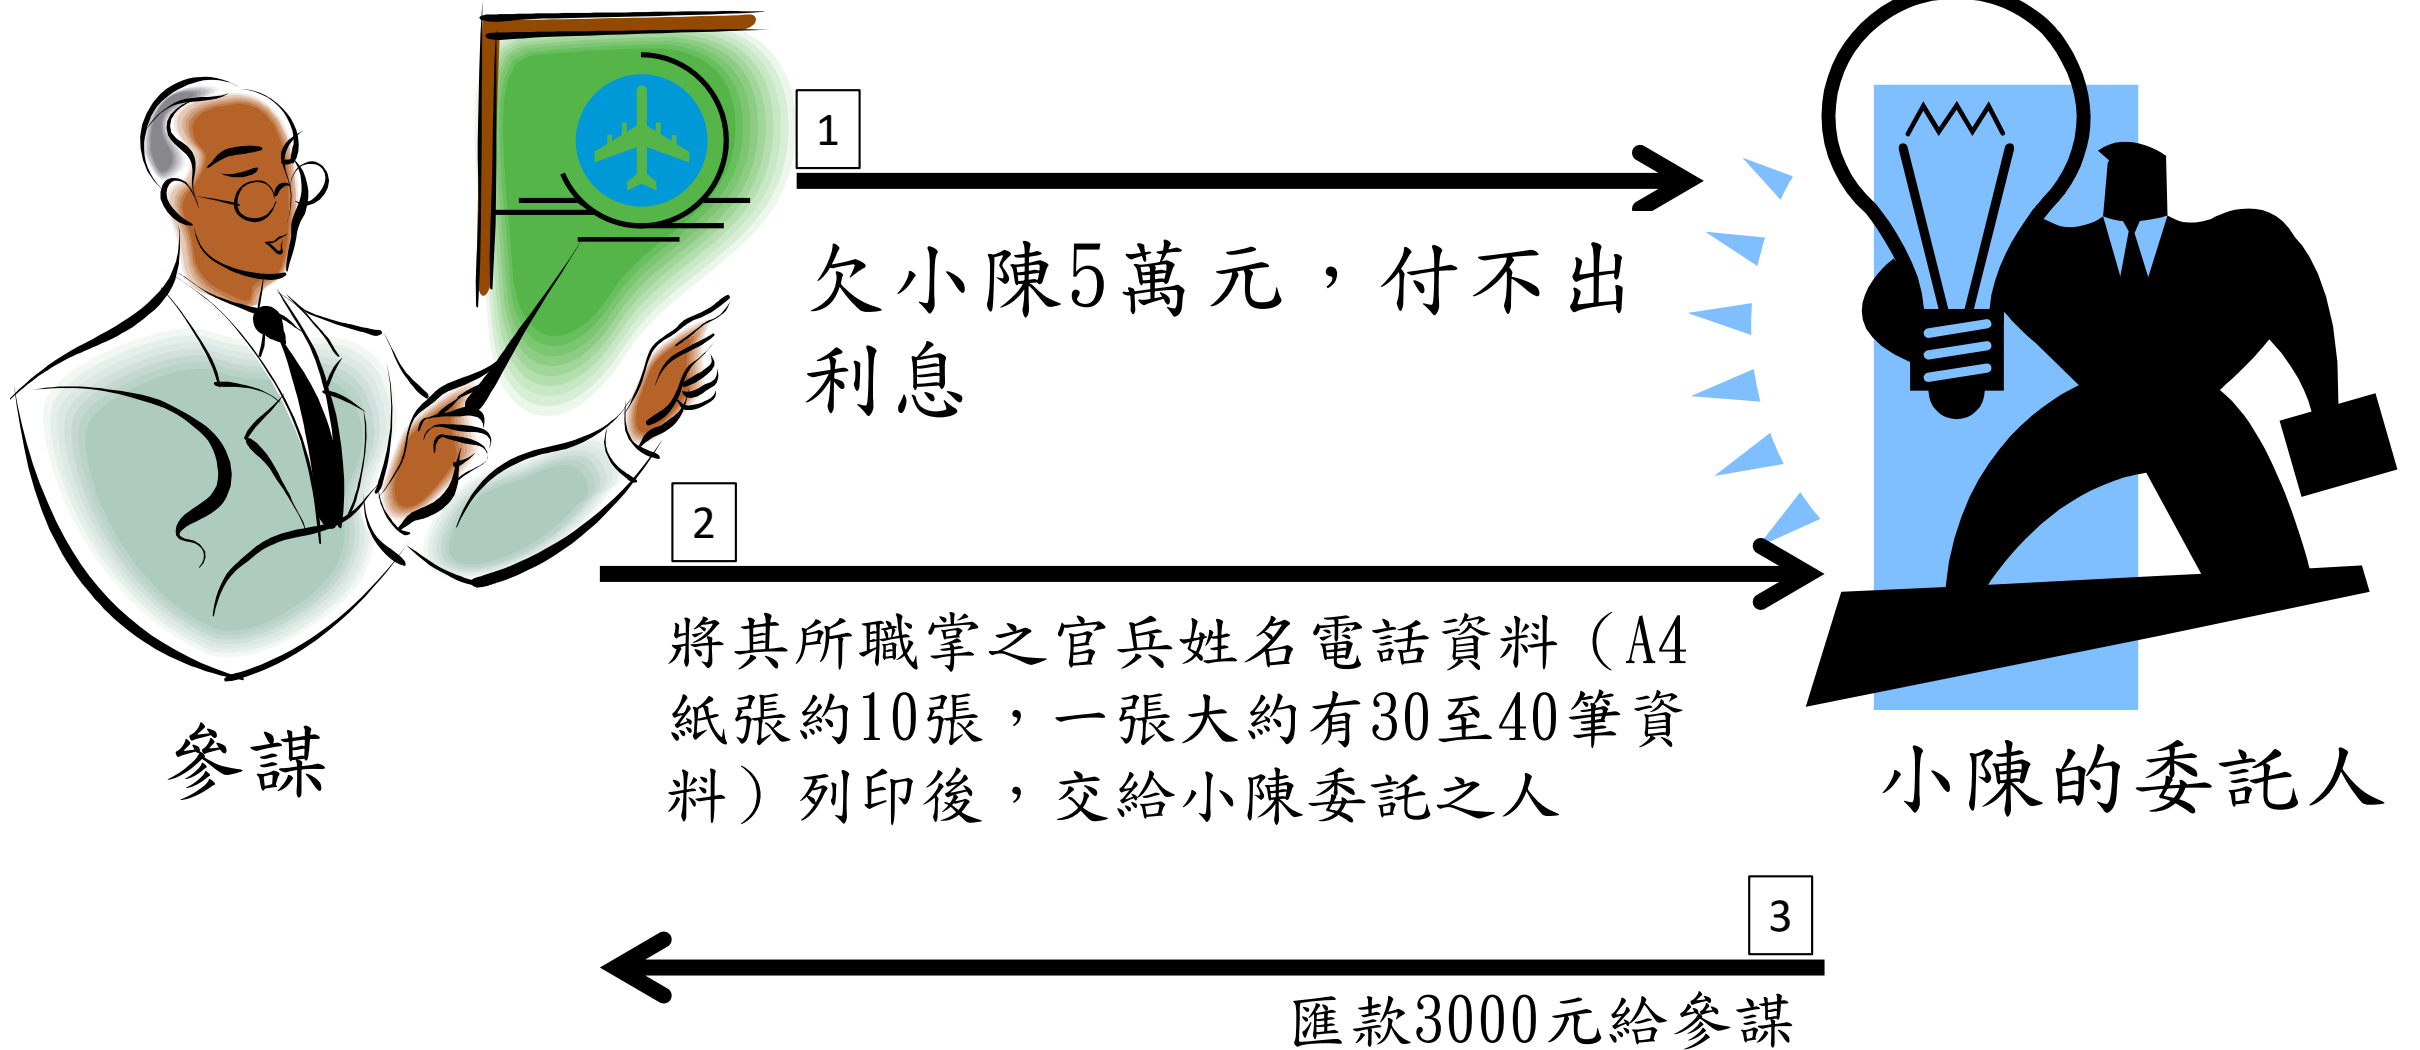 1
欠小陳5萬元，付不出
利息
2
將其所職掌之官兵姓名電話資料（A4
紙張約10張，一張大約有30至40筆資
料）列印後，交給小陳委託之人
參謀
小陳的委託人
3
匯款3000元給參謀